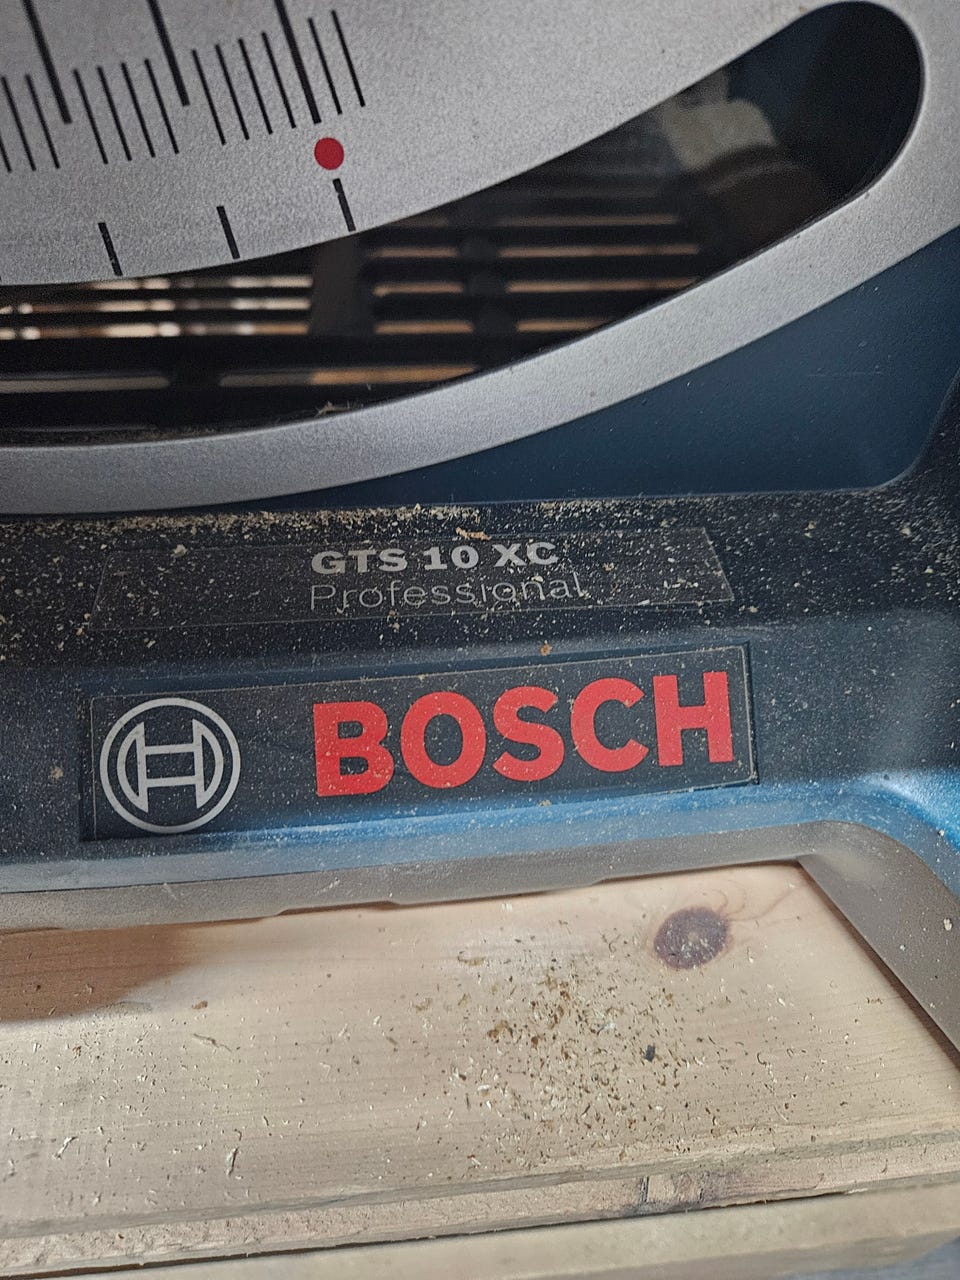 GTS 10 XC
Professional
BOSCH